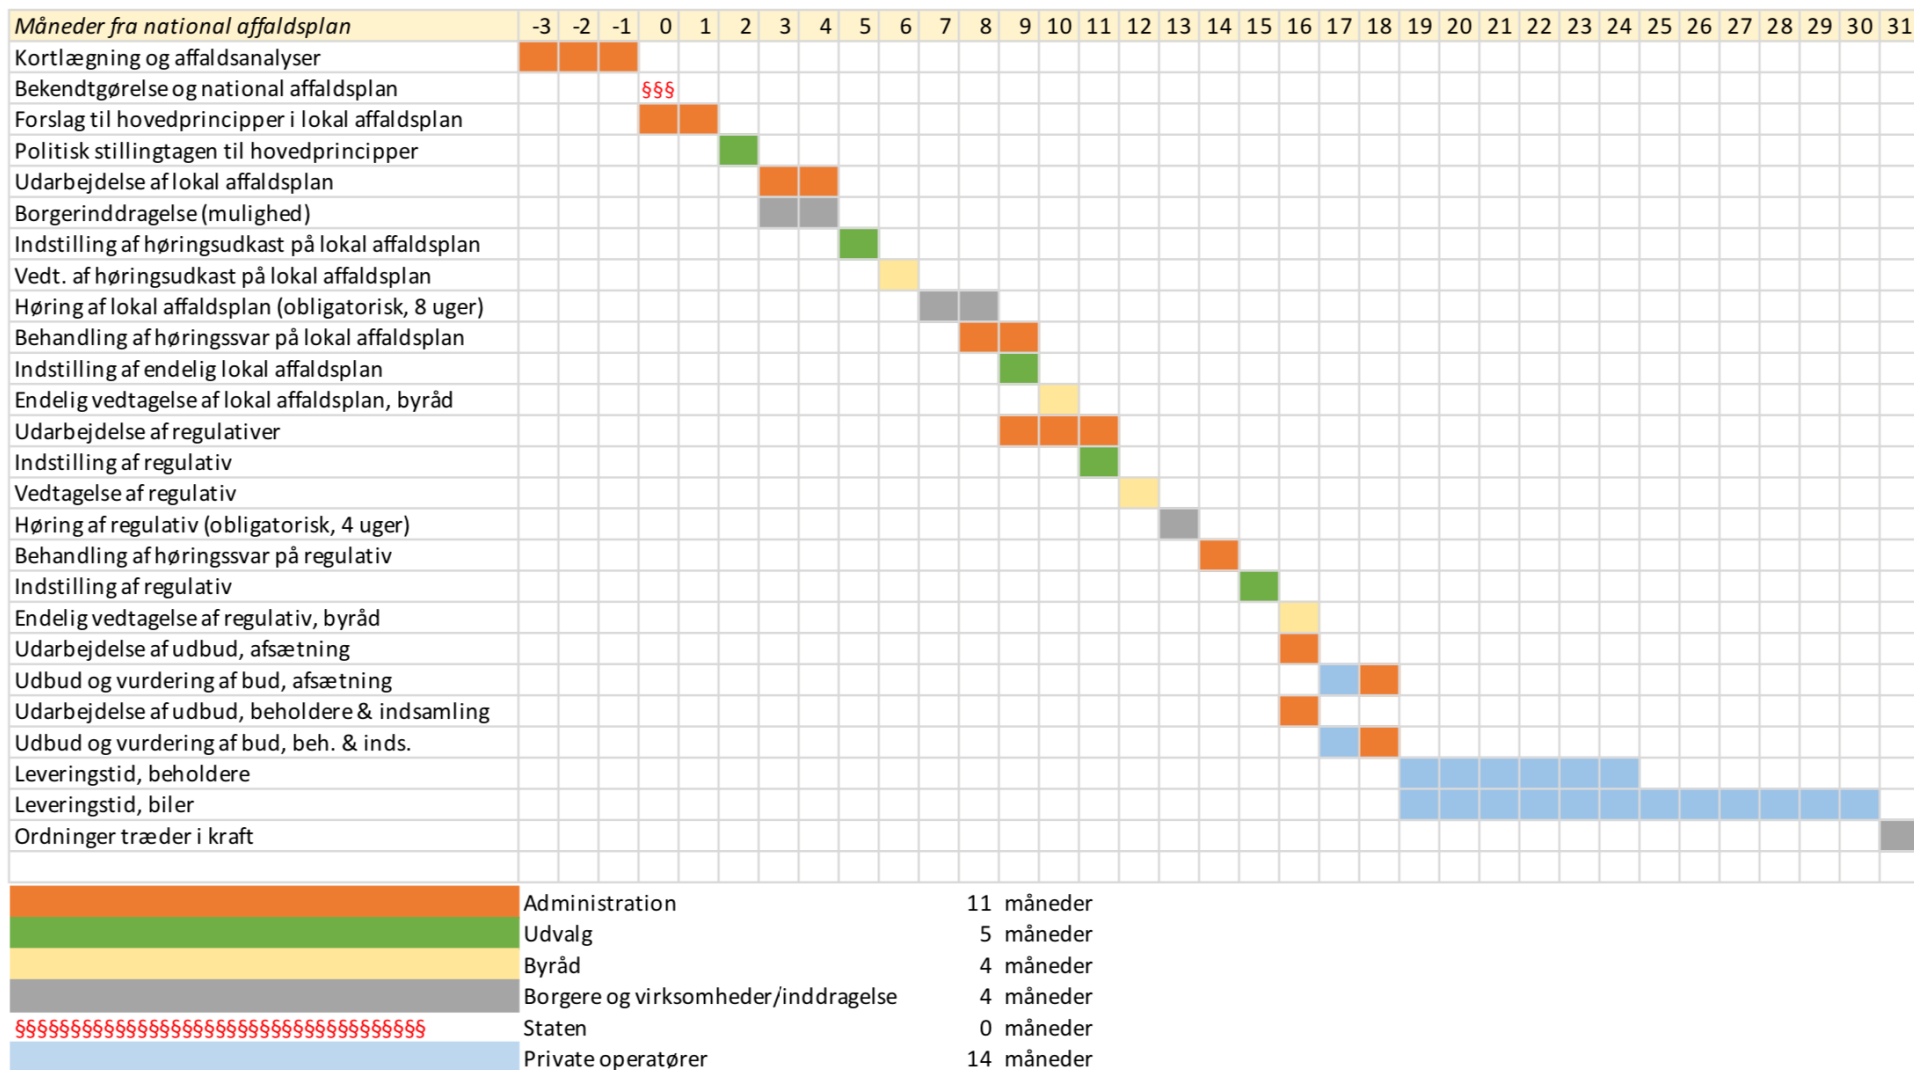 Måneder fra national affaldsplan -3 -2 -1 0 1 2 3 4 5 6 7 8 9 10 11 12 13 14 15 16 17 18 19 20 21 22 23 24 25 26 27 28 29 30 31
Kortlægning og affaldsanalyser
Bekendtgørelse og national affaldsplan §§§
Forslag til hovedprincipper i lokal affaldsplan
Politisk stillingtagen til hovedprincipper
Udarbejdelse af lokal affaldsplan
Borgerinddragelse (mulighed)
Indstilling af høringsudkast på lokal affaldsplan
Vedt. af høringsudkast på lokal affaldsplan
Høring af lokal affaldsplan (obligatorisk, 8 uger)
Behandling af høringssvar på lokal affaldsplan
Indstilling af endelig lokal affaldsplan
Endelig vedtagelse af lokal affaldsplan, byråd
Udarbejdelse af regulativer
Indstilling af regulativ
Vedtagelse af regulativ
Høring af regulativ (obligatorisk, 4 uger)
Behandling af høringssvar på regulativ
Indstilling af regulativ
Endelig vedtagelse af regulativ, byråd
Udarbejdelse af udbud, afsætning
Udbud og vurdering af bud, afsætning
Udarbejdelse af udbud, beholdere & indsamling
Udbud og vurdering af bud, beh. & inds.
Leveringstid, beholdere
Leveringstid, biler
Ordninger træder i kraft
Administration 11 måneder
Udvalg 5 måneder
Byråd 4 måneder
Borgere og virksomheder/inddragelse 4 måneder
§§§§§§§§§§§§§§§§§§§§§§§§§§§§§§§§§§§§§ Staten 0 måneder
Private operatører 14 måneder